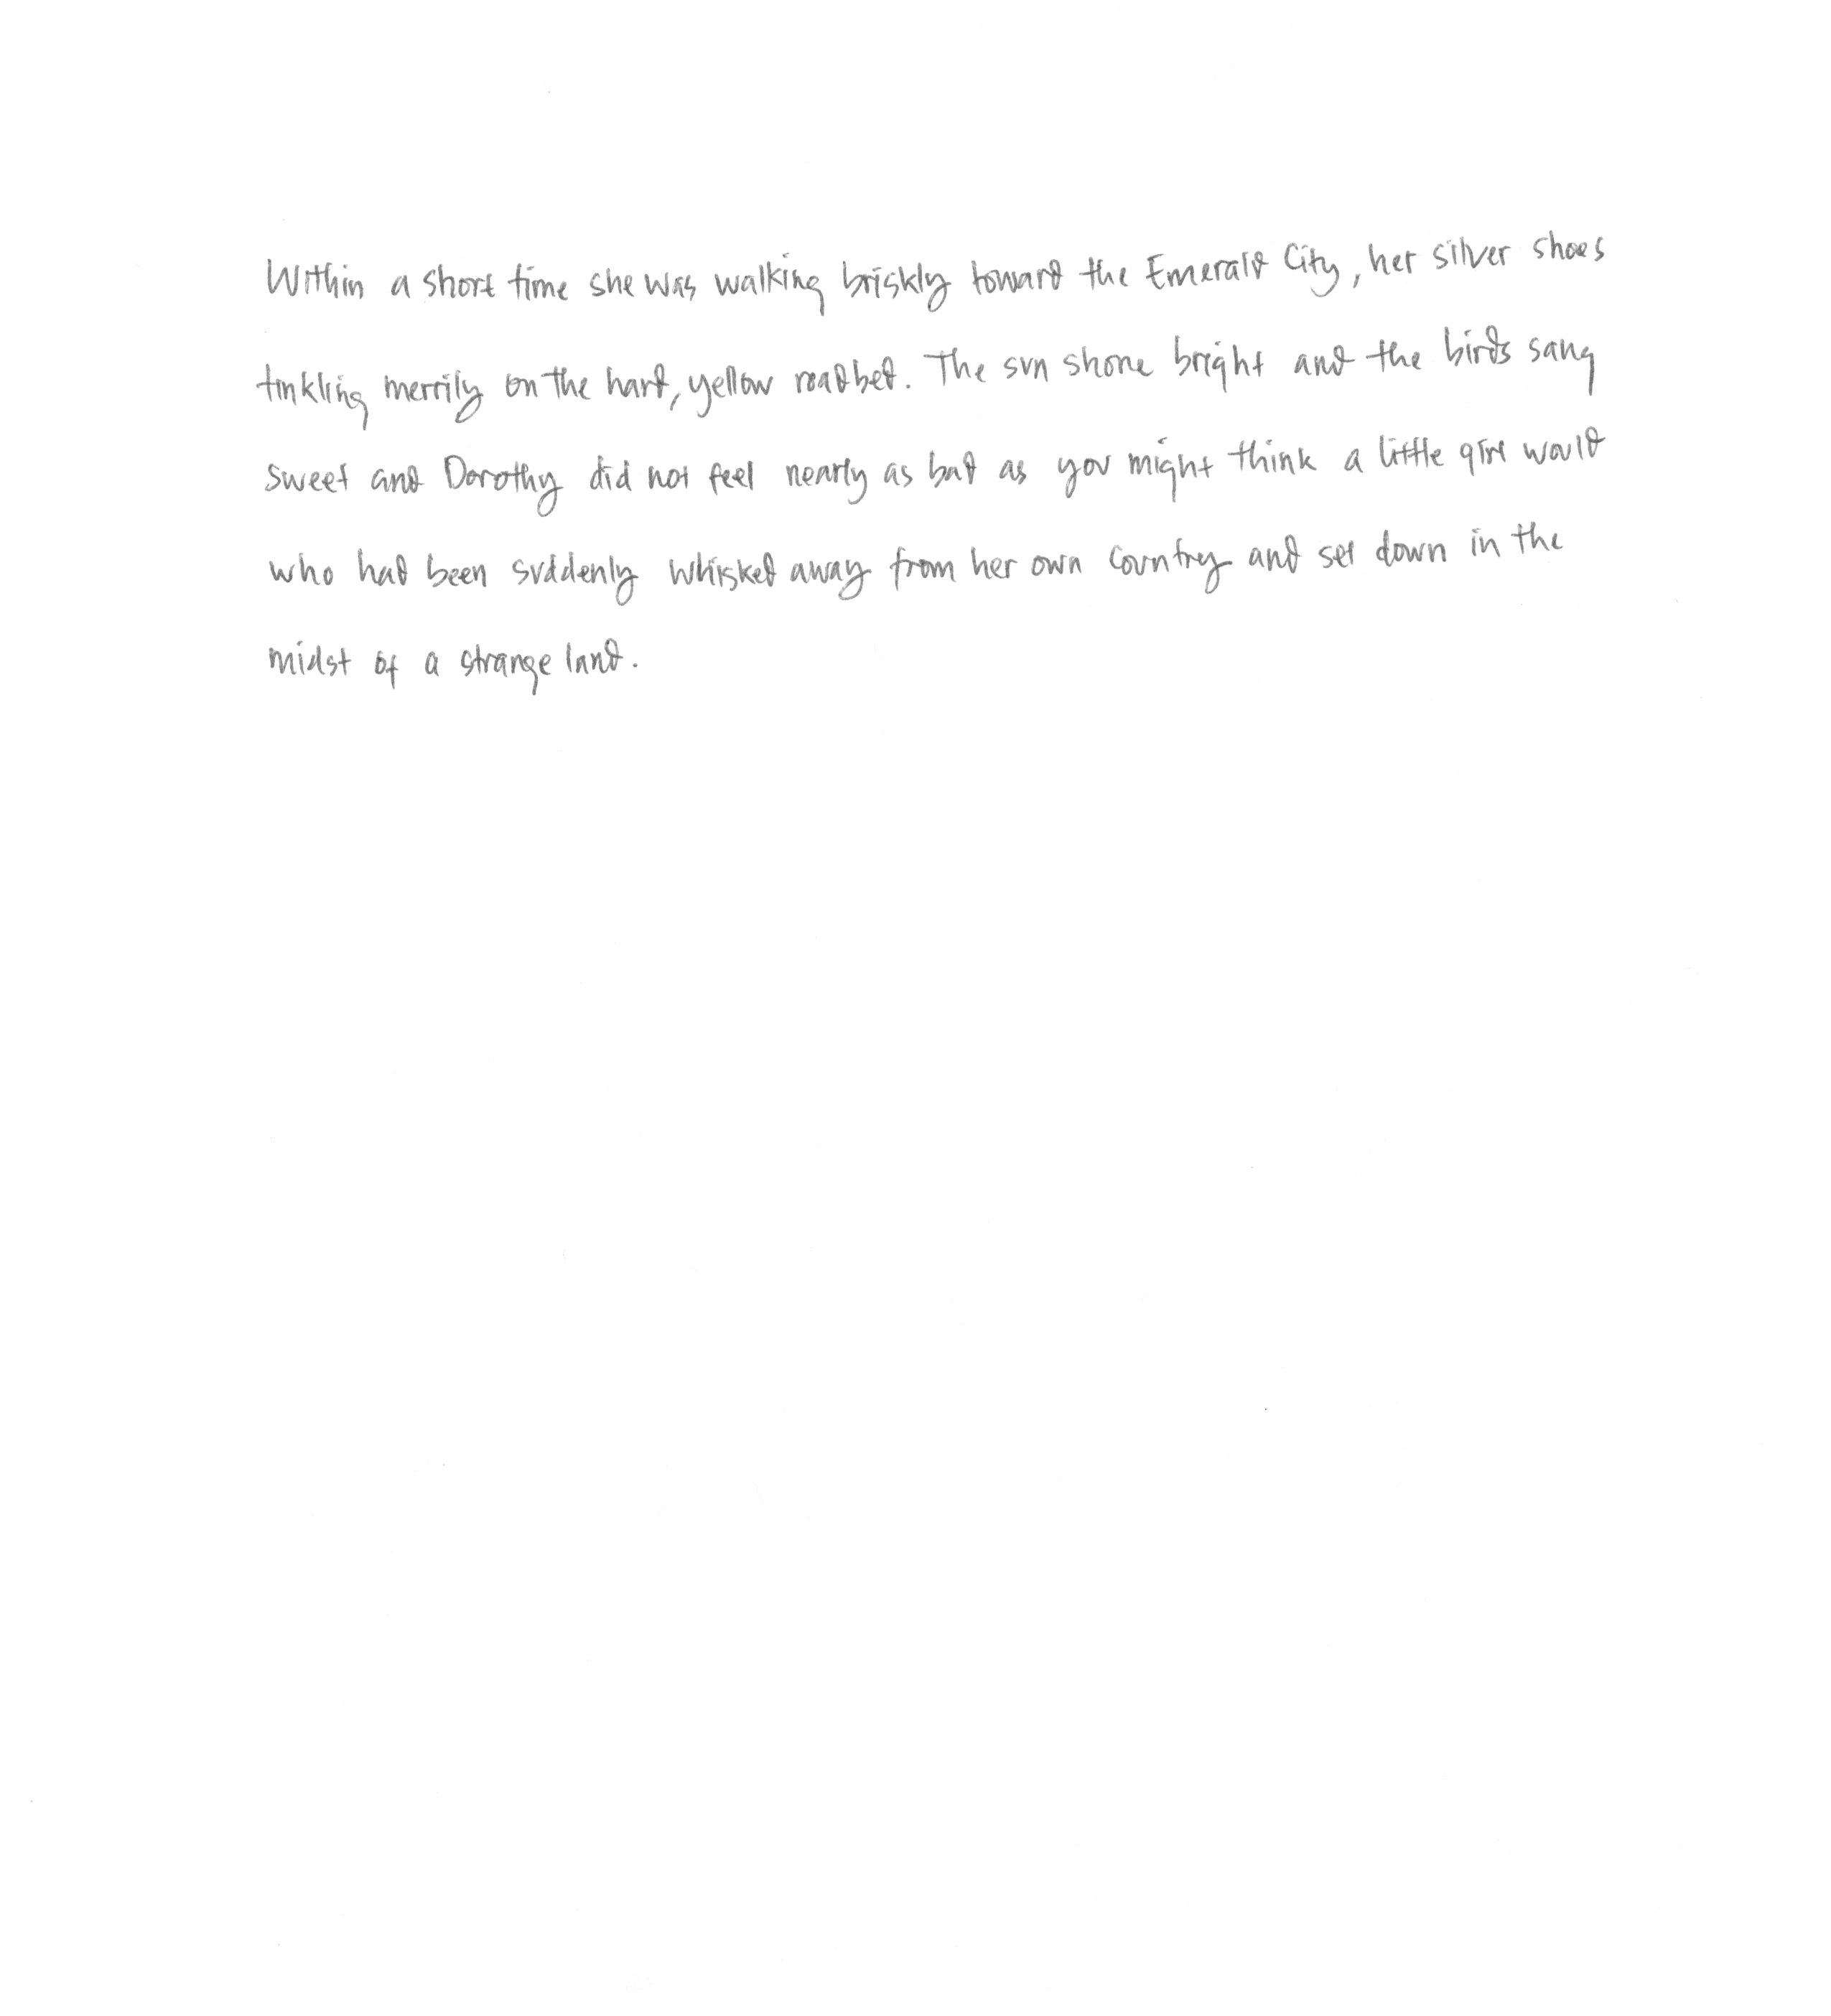 Within a short time she was walking briskly toward the Emerald City, her silver shoes
tinkling merrily on the hard, yellow roadbed. The sun shone bright and the birds sang
sweet and Dorothy did not feel nearly as bad as you might think a little girl would
who had been suddenly whisked away from her own country and set down in the
midst of a strange land.